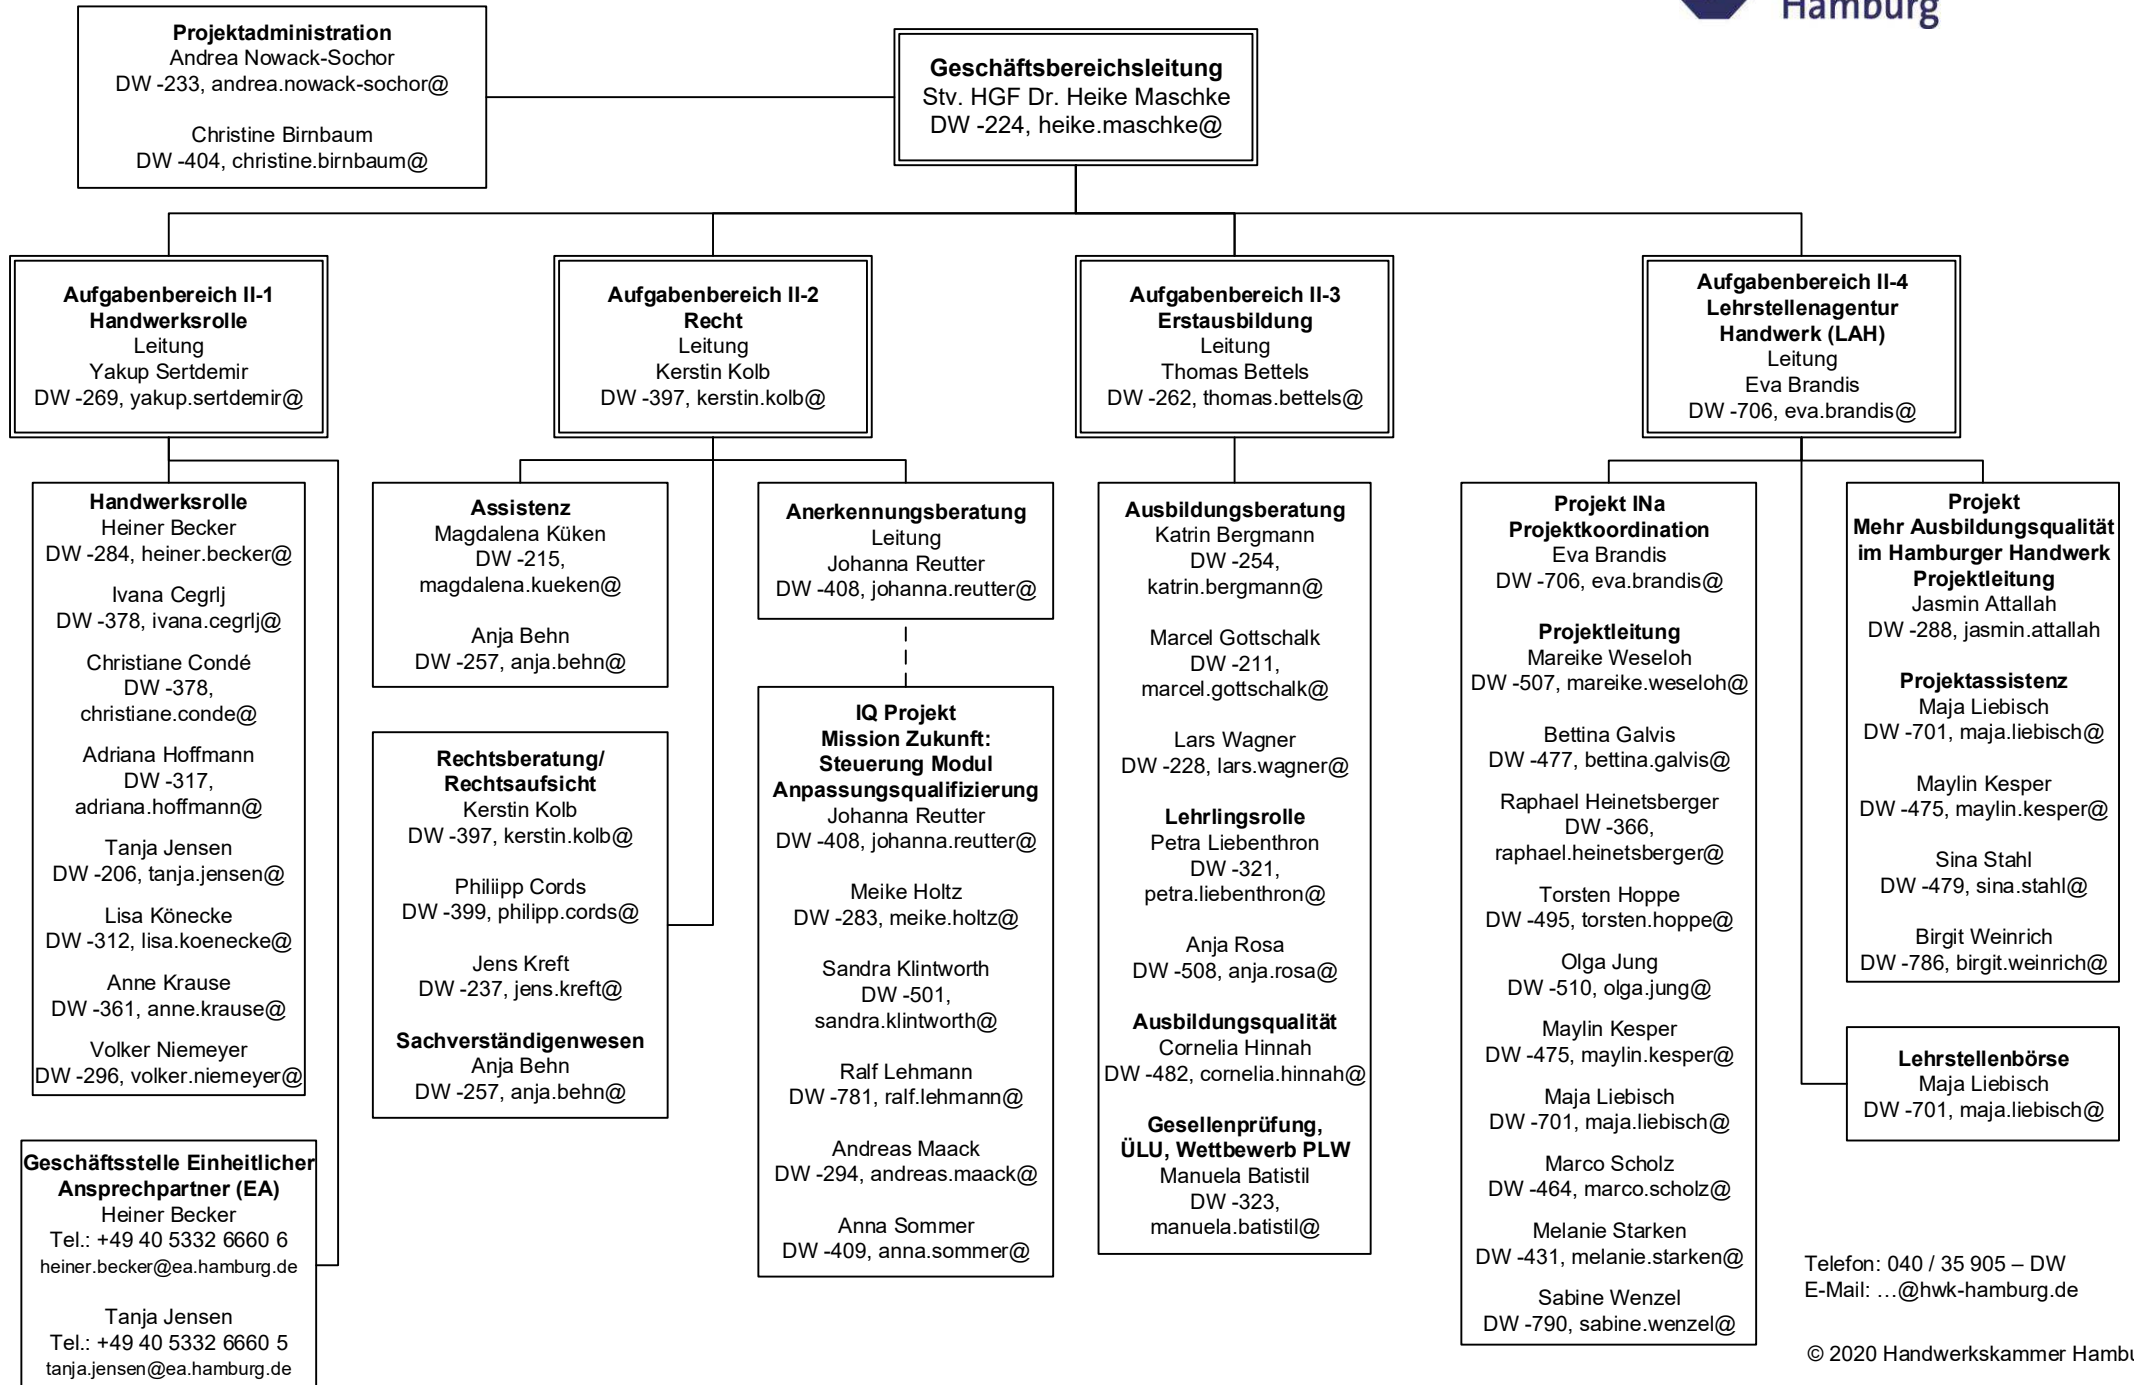 Hamburg
Projektadministration
Andrea Nowack-Sochor
DW -233, andrea.nowack-sochor@
Christine Birnbaum
DW -404, christine.birnbaum@
Geschäftsbereichsleitung
Stv. HGF Dr. Heike Maschke
DW -224, heike.maschke@
Aufgabenbereich II-1
Handwerksrolle
Leitung
Yakup Sertdemir
DW -269, yakup.sertdemir@
Aufgabenbereich II-2
Recht
Leitung
Kerstin Kolb
DW -397, kerstin.kolb@
Aufgabenbereich II-3
Erstausbildung
Leitung
Thomas Bettels
DW -262, thomas.bettels@
Aufgabenbereich II-4
Lehrstellenagentur
Handwerk (LAH)
Leitung
Eva Brandis
DW -706, eva.brandis@
Handwerksrolle
Heiner Becker
DW -284, heiner.becker@
Ivana Cegrlj
DW -378, ivana.cegrlj@
Christiane Condé
DW -378,
christiane.conde@
Adriana Hoffmann
DW -317,
adriana.hoffmann@
Tanja Jensen
DW -206, tanja.jensen@
Lisa Könecke
DW -312, lisa.koenecke@
Anne Krause
DW -361, anne.krause@
Volker Niemeyer
DW -296, volker.niemeyer@
Geschäftsstelle Einheitlicher
Ansprechpartner (EA)
Heiner Becker
Tel.: +49 40 5332 6660 6
heiner.becker@ea.hamburg.de
Tanja Jensen
Tel.: +49 40 5332 6660 5
tanja.jensen@ea.hamburg.de
Assistenz
Magdalena Küken
DW -215,
magdalena.kueken@
Anja Behn
DW -257, anja.behn@
Rechtsberatung/
Rechtsaufsicht
Kerstin Kolb
DW -397, kerstin.kolb@
Philiipp Cords
DW -399, philipp.cords@
Jens Kreft
DW -237, jens.kreft@
Sachverständigenwesen
Anja Behn
DW -257, anja.behn@
Anerkennungsberatung
Leitung
Johanna Reutter
DW -408, johanna.reutter@
IQ Projekt
Mission Zukunft:
Steuerung Modul
Anpassungsqualifizierung
Johanna Reutter
DW -408, johanna.reutter@
Meike Holtz
DW -283, meike.holtz@
Sandra Klintworth
DW -501,
sandra.klintworth@
Ralf Lehmann
DW -781, ralf.lehmann@
Andreas Maack
DW -294, andreas.maack@
Anna Sommer
DW -409, anna.sommer@
Ausbildungsberatung
Katrin Bergmann
DW -254,
katrin.bergmann@
Marcel Gottschalk
DW -211,
marcel.gottschalk@
Lars Wagner
DW -228, lars.wagner@
Lehrlingsrolle
Petra Liebenthron
DW -321,
petra.liebenthron@
Anja Rosa
DW -508, anja.rosa@
Ausbildungsqualität
Cornelia Hinnah
DW -482, cornelia.hinnah@
Gesellenprüfung,
ÜLU, Wettbewerb PLW
Manuela Batistil
DW -323,
manuela.batistil@
Projekt INa
Projektkoordination
Eva Brandis
DW -706, eva.brandis@
Projektleitung
Mareike Weseloh
DW -507, mareike.weseloh@
Bettina Galvis
DW -477, bettina.galvis@
Raphael Heinetsberger
DW -366,
raphael.heinetsberger@
Torsten Hoppe
DW -495, torsten.hoppe@
Olga Jung
DW -510, olga.jung@
Maylin Kesper
DW -475, maylin.kesper@
Maja Liebisch
DW -701, maja.liebisch@
Marco Scholz
DW -464, marco.scholz@
Melanie Starken
DW -431, melanie.starken@
Sabine Wenzel
DW -790, sabine.wenzel@
Projekt
Mehr Ausbildungsqualität
im Hamburger Handwerk
Projektleitung
Jasmin Attallah
DW -288, jasmin.attallah
Projektassistenz
Maja Liebisch
DW -701, maja.liebisch@
Maylin Kesper
DW -475, maylin.kesper@
Sina Stahl
DW -479, sina.stahl@
Birgit Weinrich
DW -786, birgit.weinrich@
Lehrstellenbörse
Maja Liebisch
DW -701, maja.liebisch@
Telefon: 040 / 35 905 – DW
E-Mail: …@hwk-hamburg.de
© 2020 Handwerkskammer Hambu